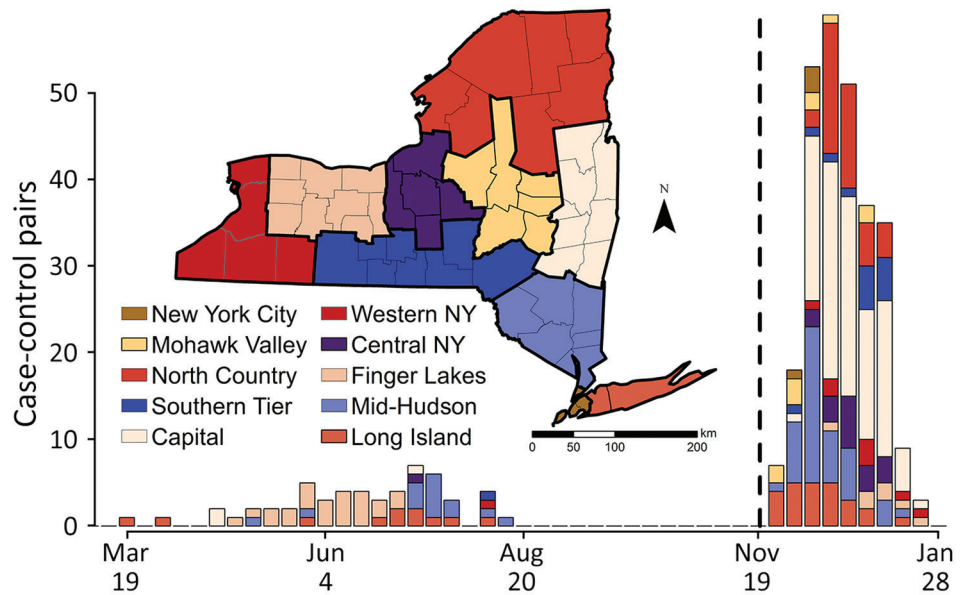 Case-control pairs
50
40
30
20
10
0
N
New York City
Western NY
Mohawk Valley
Central NY
North Country
Finger Lakes
Southern Tier
Mid-Hudson
Capital
Long Island
km
0 50 100 200
Mar 19
Jun 4
Aug 20
Nov 19
Jan 28